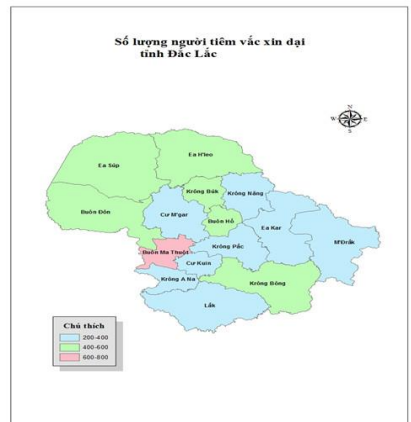 Số lượng người tiêm vắc xin dại
tỉnh Đắc Lắc
N
W E
S
Ea H'leo
Ea Súp
Krông Búk
Krông Năng
Buôn Đôn
Cư M'gar
Buôn Hồ
Ea Kar
M'Đrắk
Krông Pắc
Buôn Ma Thuột
Cư Kuin
Krông A Na
Krông Bông
Lắk
Chú thích
200-400
400-600
600-800